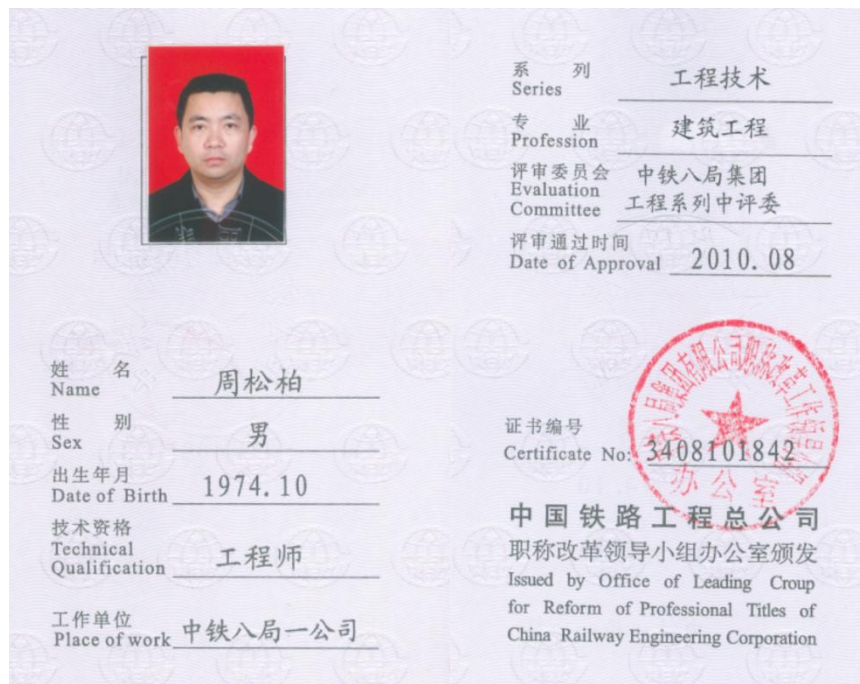 姓名 周松柏
Name
性别 男
Sex
出生年月
Date of Birth 1974.10
技术资格
Technical
Qualification 工程师
工作单位
Place of work 中铁八局一公司
系列 工程技术
Series
专业 建筑工程
Profession
评审委员会 中铁八局集团
Evaluation
Committee 工程系列中评委
评审通过时间
Date of Approval 2010.08
证书编号
Certificate No: 3408101842
办公室
中国铁路工程总公司
职称改革领导小组办公室颁发
Issued by Office of Leading Croup
for Reform of Professional Titles of
China Railway Engineering Corporation